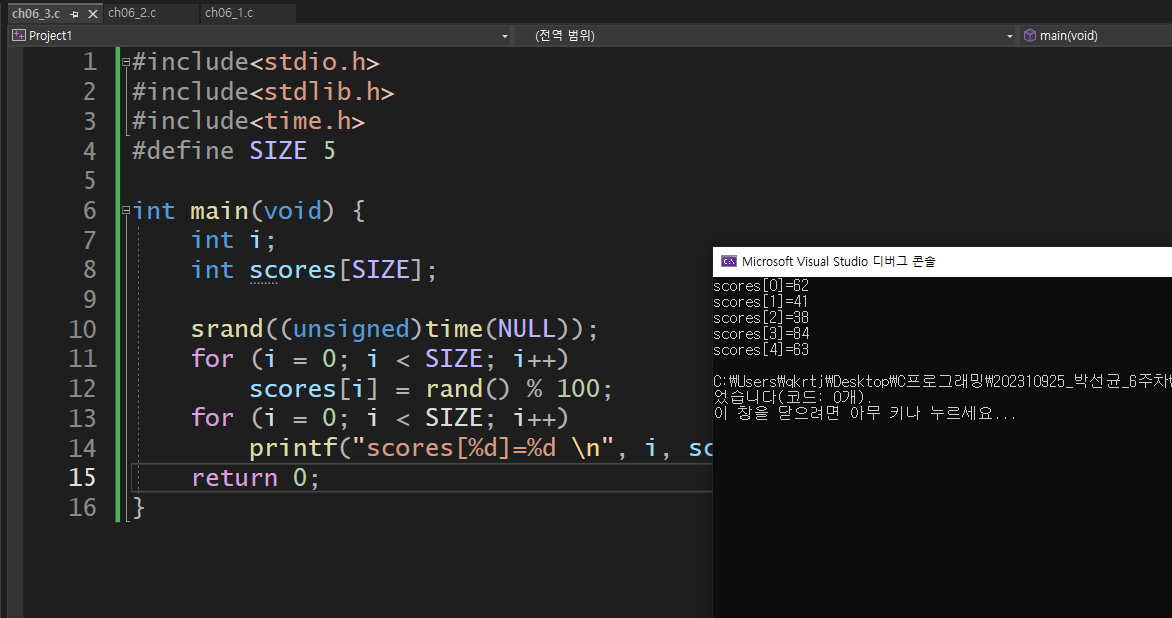 ch06_3.c ch06_2.c ch06_1.c
Project1 (전역 범위) main(void)
1 #include<stdio.h>
2 #include<stdlib.h>
3 #include<time.h>
4 #define SIZE 5
5
6 int main(void) {
7 int i;
8 int scores[SIZE];
9
10 srand((unsigned)time(NULL));
11 for (i = 0; i < SIZE; i++)
12 scores[i] = rand() % 100;
13 for (i = 0; i < SIZE; i++)
14 printf("scores[%d]=%d \n", i, sc
15 return 0;
16 }
Microsoft Visual Studio 디버그 콘솔
scores[0]=62
scores[1]=41
scores[2]=38
scores[3]=84
scores[4]=63
C:₩Users₩qkrtj₩Desktop₩C프로그래밍₩202310925_박선균_6주차₩
었습니다(코드: 0개).
이 창을 닫으려면 아무 키나 누르세요...